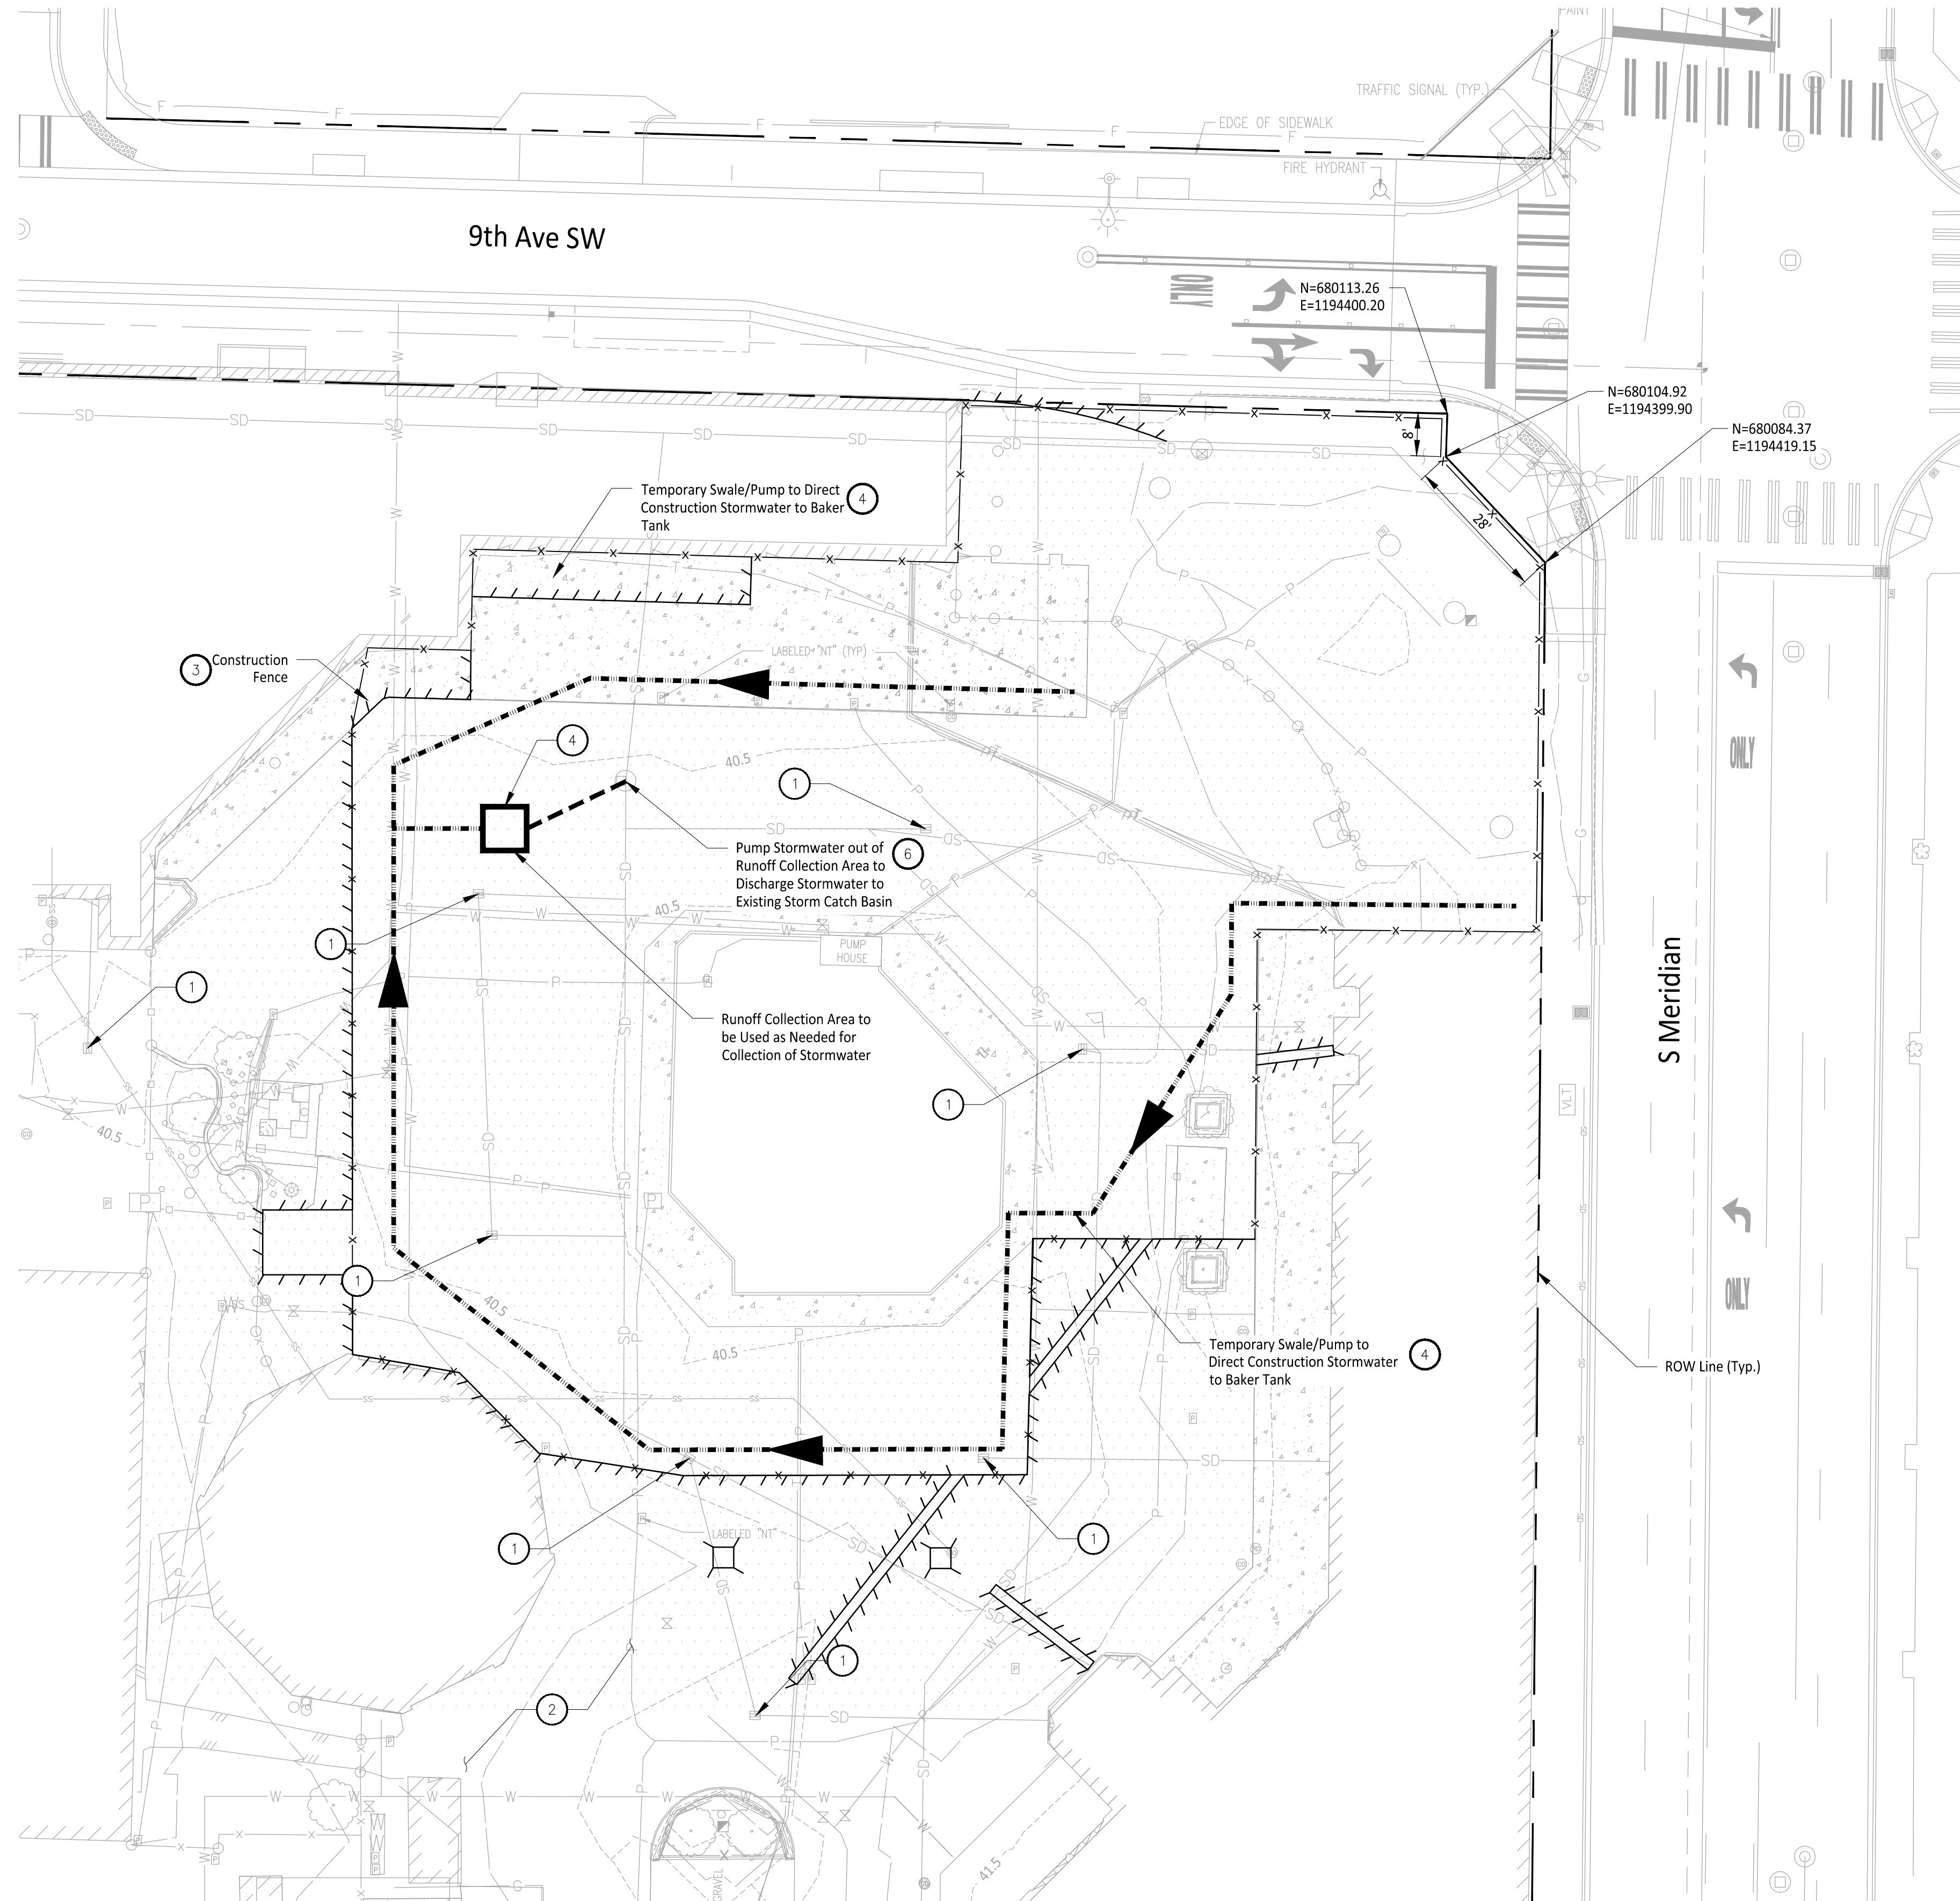 PAINT
TRAFFIC SIGNAL (TYP.)
EDGE OF SIDEWALK
FIRE HYDRANT
9th Ave SW
ONLY
N=680113.26
E=1194400.20
N=680104.92
E=1194399.90
N=680084.37
E=1194419.15
8'
28'
Temporary Swale/Pump to Direct
Construction Stormwater to Baker
Tank
4
3
Construction
Fence
LABELED "NT" (TYP)
4
40.5
1
Pump Stormwater out of
Runoff Collection Area to
Discharge Stormwater to
Existing Storm Catch Basin
6
40.5
PUMP
HOUSE
1
1
Runoff Collection Area to
be Used as Needed for
Collection of Stormwater
1
ONLY
S Meridian
VLT
40.5
1
40.5
40.5
ONLY
Temporary Swale/Pump to
Direct Construction Stormwater
to Baker Tank
4
ROW Line (Typ.)
1
LABELED "NT"
1
1
2
GRAVEL
41.5